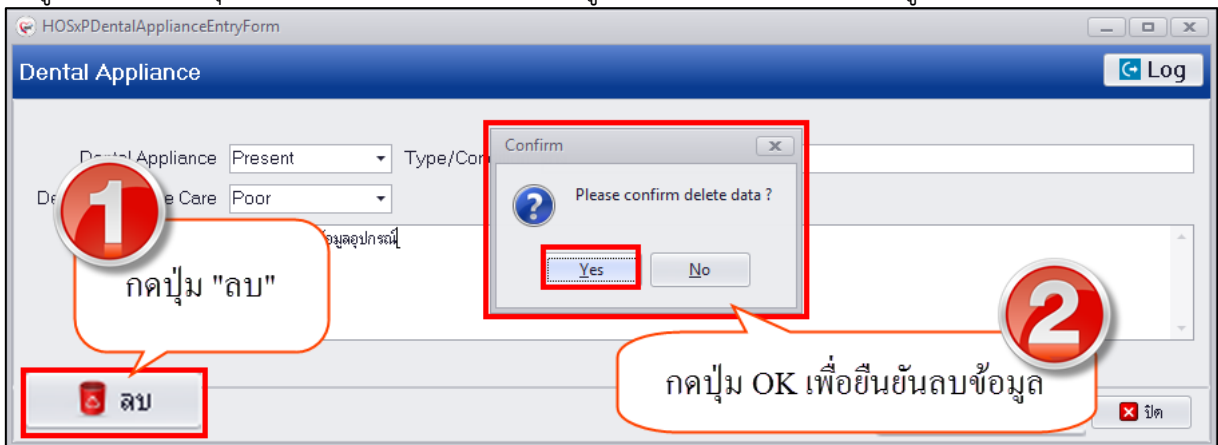 HOSxPDentalApplianceEntryForm
Dental Appliance
Log
Confirm
Dental Appliance Present Type/Con
Please confirm delete data ?
Care Poor
Yes No
1
กดปุ่ม "ลบ"
2
กดปุ่ม OK เพื่อยืนยันลบข้อมูล
ลบ
ปิด